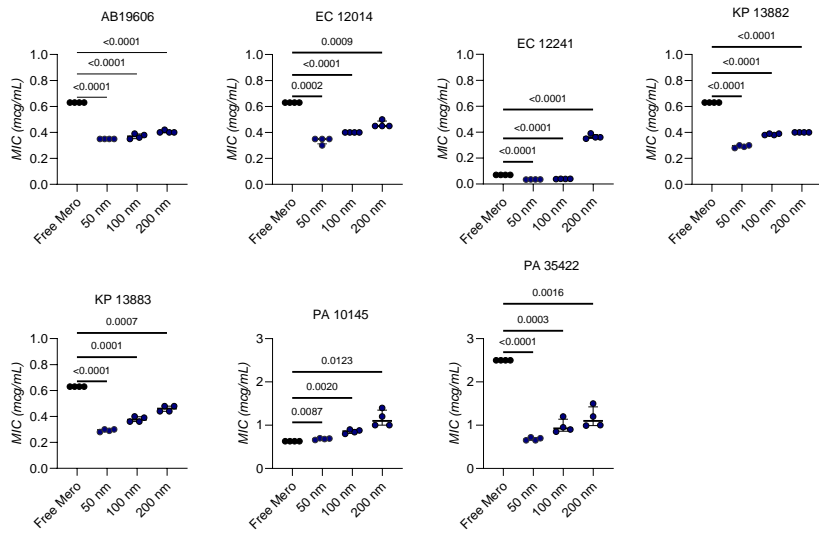 AB19606
<0.0001
<0.0001
<0.0001
MIC (mcg/mL)
1.0
0.8
0.6
0.4
0.2
0.0
Free Mero
50 nm
100 nm
200 nm
EC 12014
0.0009
<0.0001
0.0002
MIC (mcg/mL)
1.0
0.8
0.6
0.4
0.2
0.0
Free Mero
50 nm
100 nm
200 nm
EC 12241
<0.0001
<0.0001
<0.0001
MIC (mcg/mL)
1.0
0.8
0.6
0.4
0.2
0.0
Free Mero
50 nm
100 nm
200 nm
KP 13882
<0.0001
<0.0001
<0.0001
MIC (mcg/mL)
1.0
0.8
0.6
0.4
0.2
0.0
Free Mero
50 nm
100 nm
200 nm
KP 13883
0.0007
0.0001
<0.0001
MIC (mcg/mL)
1.0
0.8
0.6
0.4
0.2
0.0
Free Mero
50 nm
100 nm
200 nm
PA 10145
0.0123
0.0020
0.0087
MIC (mcg/mL)
3
2
1
0
Free Mero
50 nm
100 nm
200 nm
PA 35422
0.0016
0.0003
<0.0001
MIC (mcg/mL)
3
2
1
0
Free Mero
50 nm
100 nm
200 nm